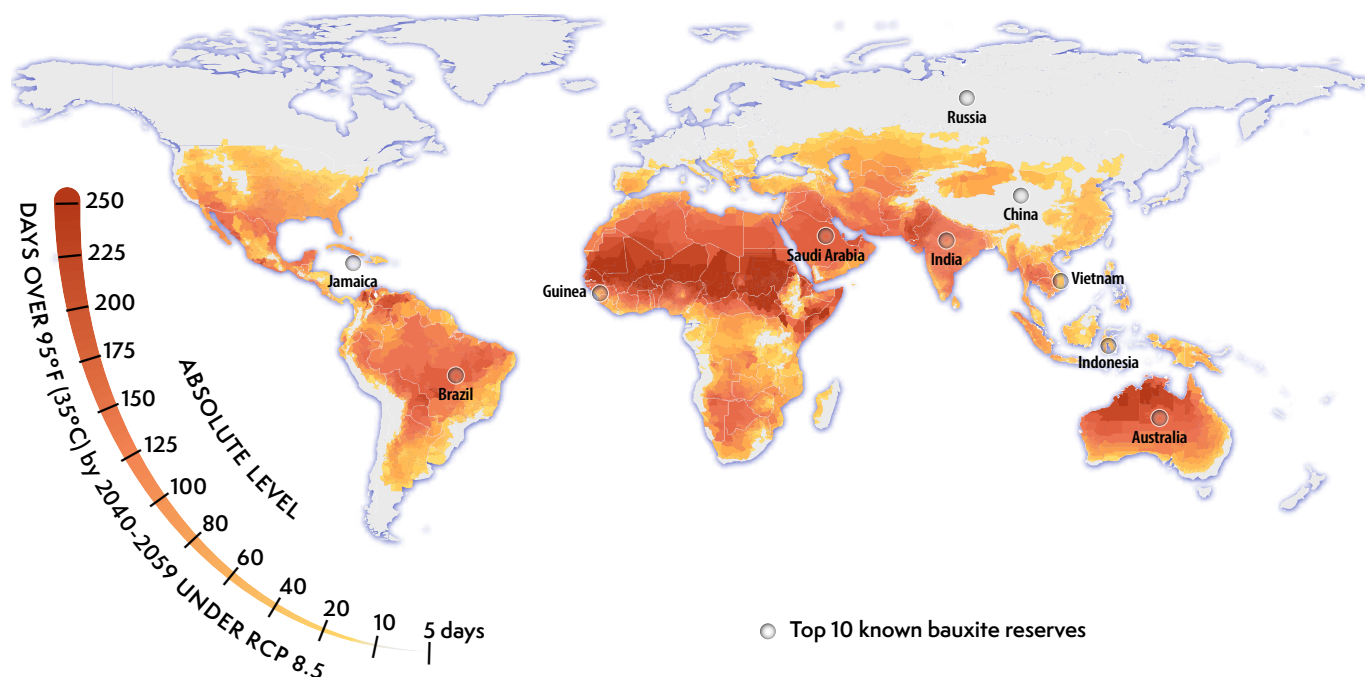 Russia
China
Saudi Arabia
India
Jamaica
Vietnam
Guinea
Indonesia
Brazil
Australia
250
225
200
175
150
125
100
80
60
40
20
10
5 days
ABSOLUTE LEVEL
DAYS OVER 95ºF (35ºC) by 2040-2059 UNDER RCP 8.5
Top 10 known bauxite reserves